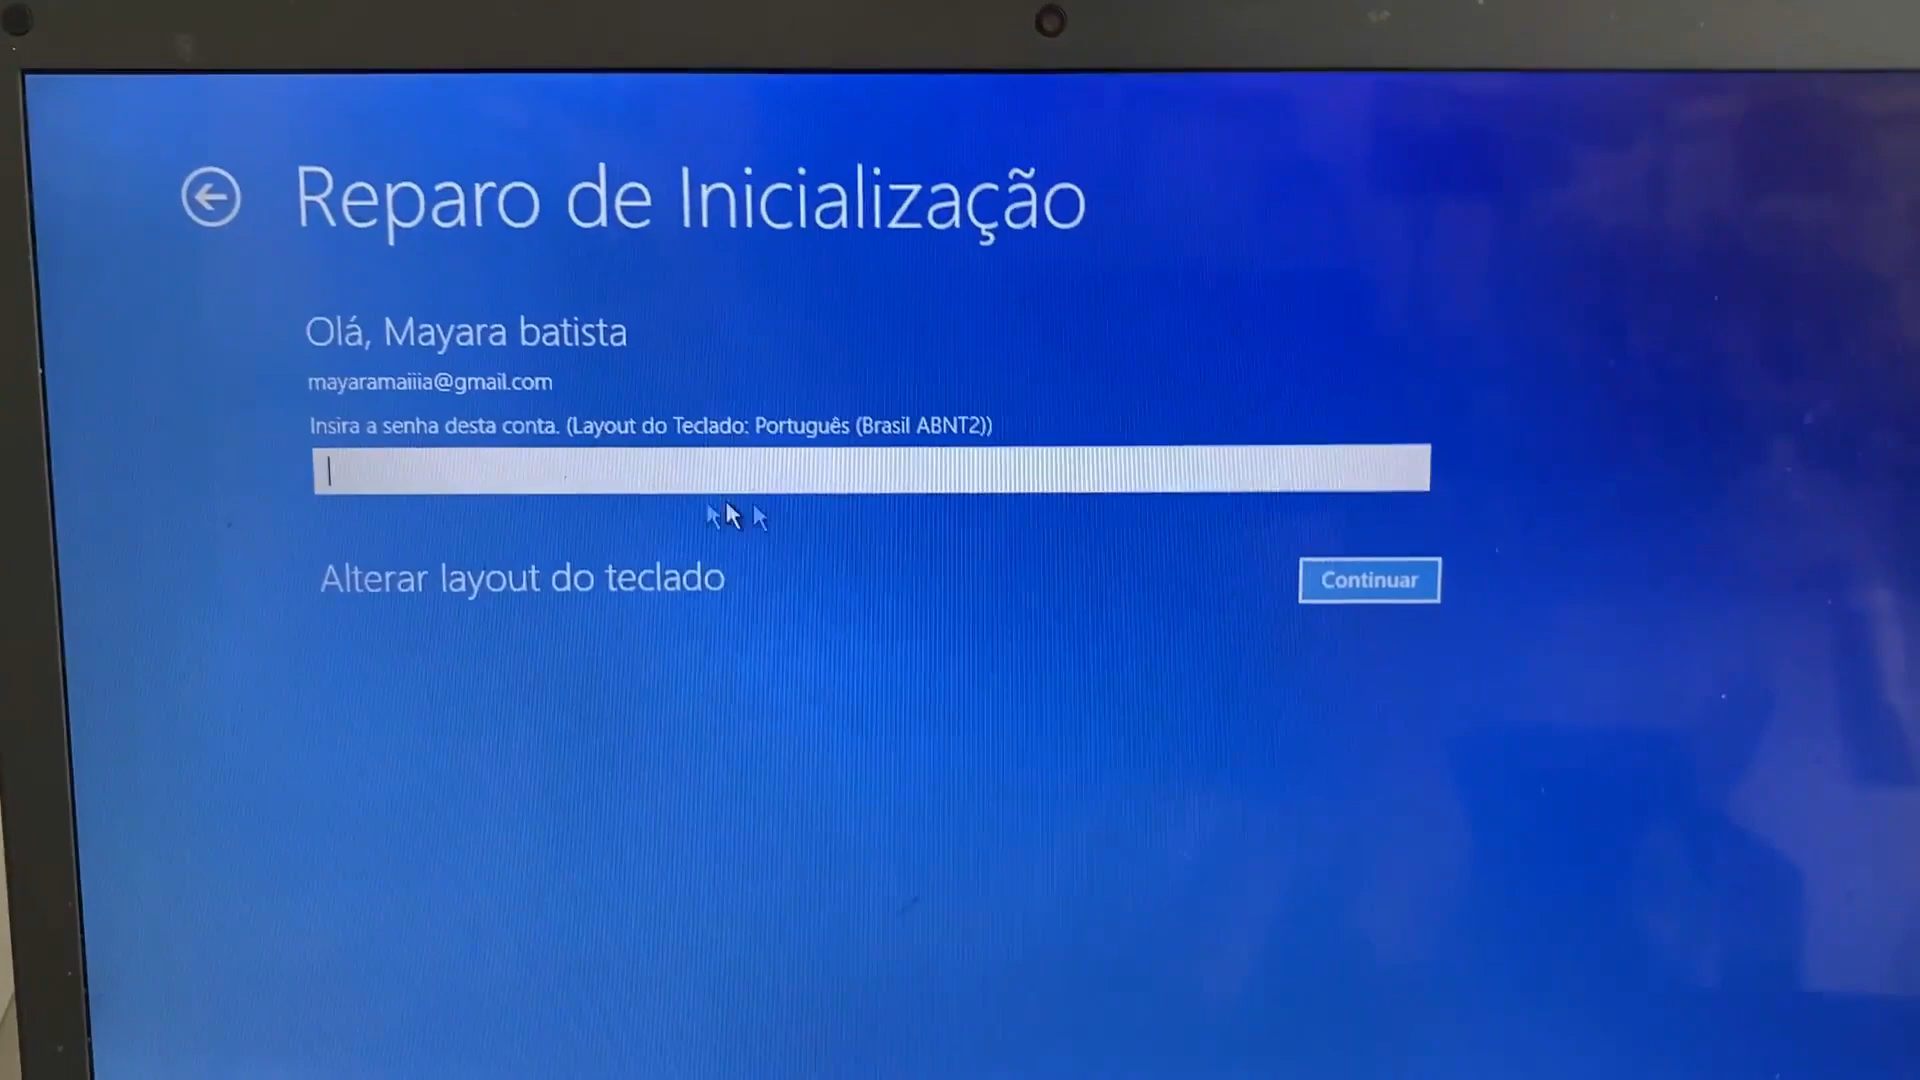 Reparo de Inicialização
Olá, Mayara batista
mayaramaiiia@gmail.com
Insira a senha desta conta. (Layout do Teclado: Português (Brasil ABNT2))
Alterar layout do teclado
Continuar